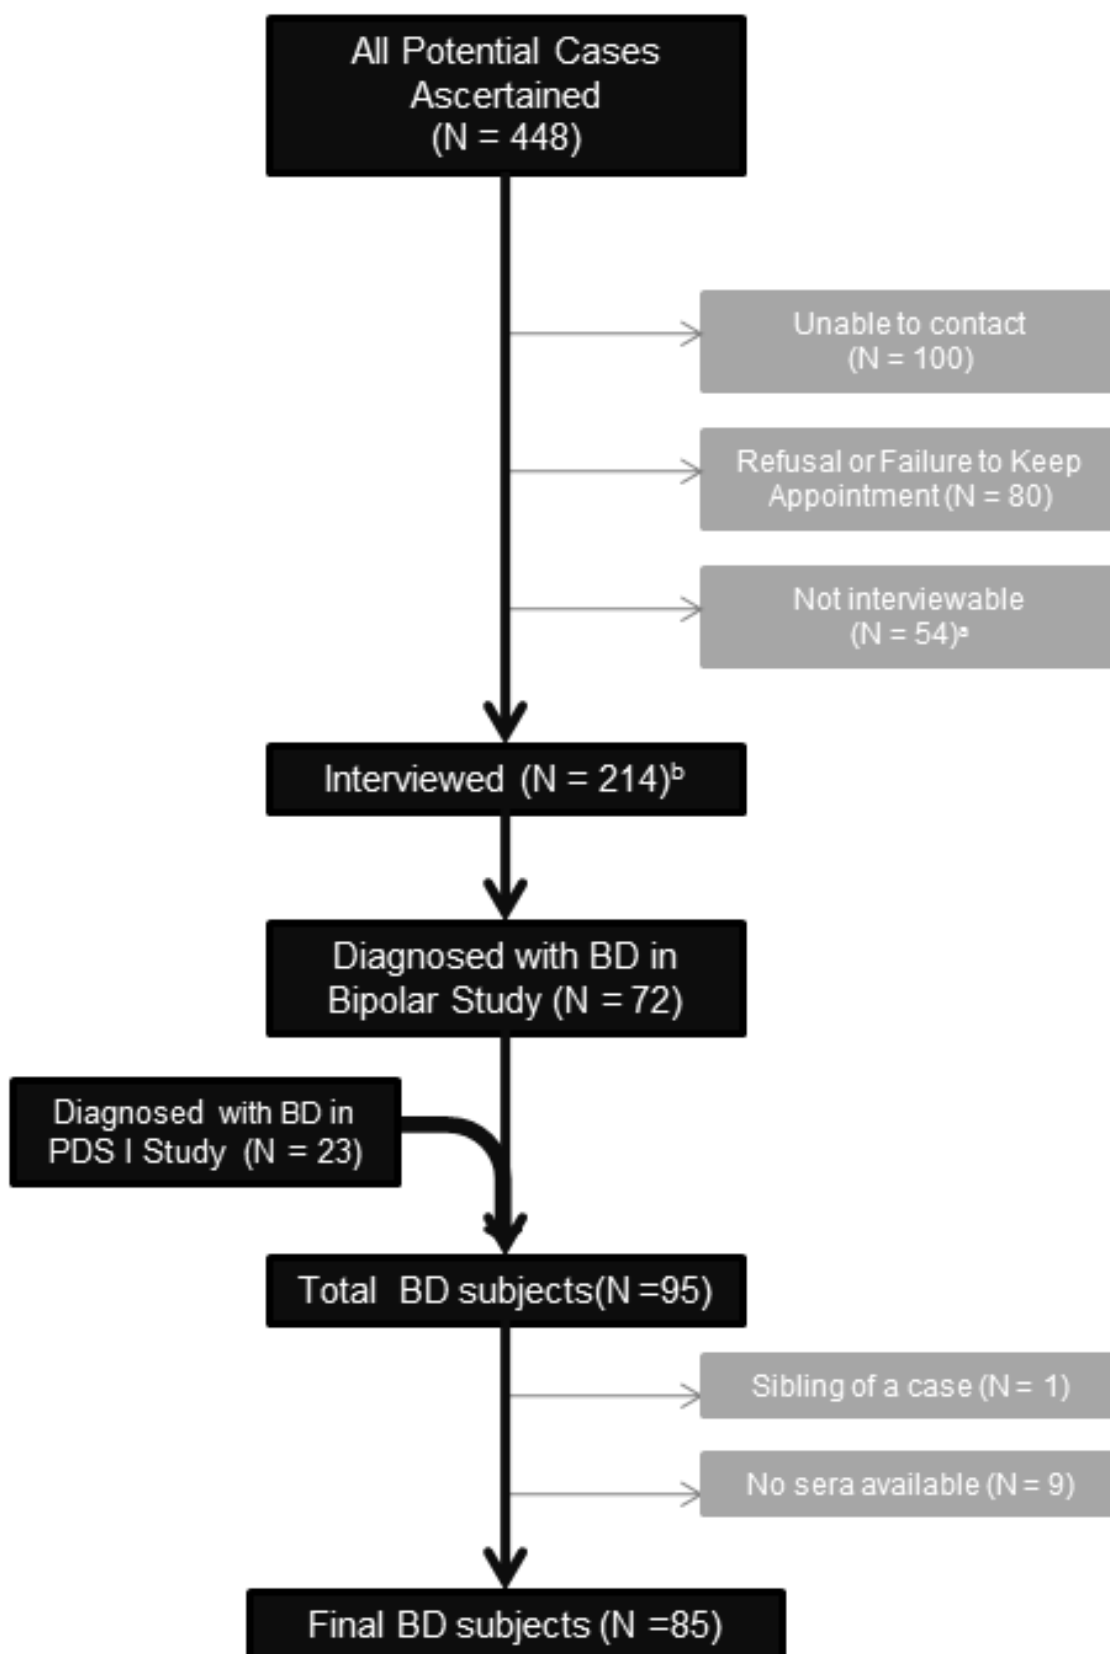 All Potential Cases
Ascertained
(N = 448)
Unable to contact
(N = 100)
Refusal or Failure to Keep
Appointment (N = 80)
Not interviewable
(N = 54)ᵃ
Interviewed (N = 214)ᵇ
Diagnosed with BD in
Bipolar Study (N = 72)
Diagnosed with BD in
PDS I Study (N = 23)
Total BD subjects(N =95)
Sibling of a case (N = 1)
No sera available (N = 9)
Final BD subjects (N =85)